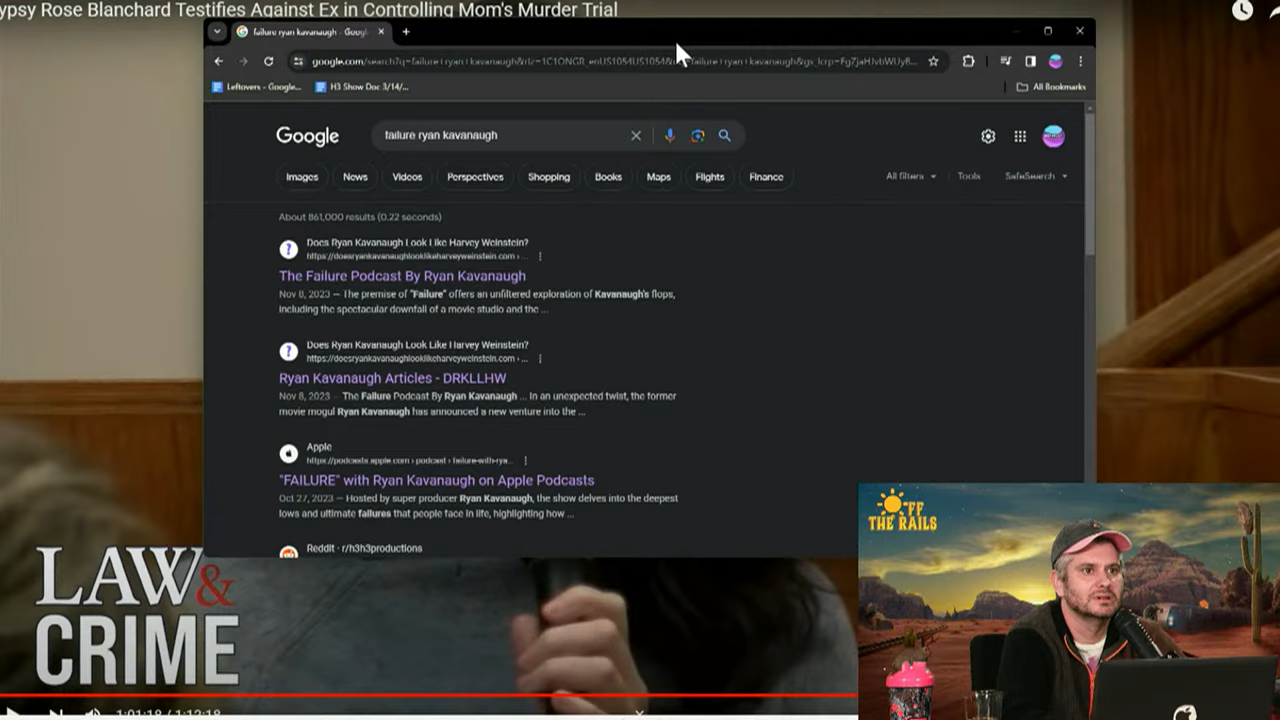 ypsy Rose Blanchard Testifies Against Ex in Controlling Mom's Murder Trial
failure ryan kavanaugh - Googl
Leftovers - Google...
H3 Show Doc 3/14/...
All Bookmarks
Google
failure ryan kavanaugh
Images
News
Videos
Perspectives
Shopping
Books
Maps
Flights
Finance
All filters
Tools
SafeSearch
About 861,000 results (0.22 seconds)
Does Ryan Kavanaugh Look Like Harvey Weinstein?
https://doesryankavanaughlooklikeharveyweinstein.com › ...
The Failure Podcast By Ryan Kavanaugh
Nov 8, 2023 — The premise of "Failure" offers an unfiltered exploration of Kavanaugh's flops,
including the spectacular downfall of a movie studio and the ...
Does Ryan Kavanaugh Look Like Harvey Weinstein?
https://doesryankavanaughlooklikeharveyweinstein.com › ...
Ryan Kavanaugh Articles - DRKLLHW
Nov 8, 2023 — The Failure Podcast By Ryan Kavanaugh ... In an unexpected twist, the former
movie mogul Ryan Kavanaugh has announced a new venture into the ...
Apple
https://podcasts.apple.com › podcast › failure-with-rya...
"FAILURE" with Ryan Kavanaugh on Apple Podcasts
Oct 27, 2023 — Hosted by super producer Ryan Kavanaugh, the show delves into the deepest
lows and ultimate failures that people face in life, highlighting how ...
Reddit · r/h3h3productions
LAW&
CRIME
OFF
THE RAILS
1:01:18 / 1:12:18